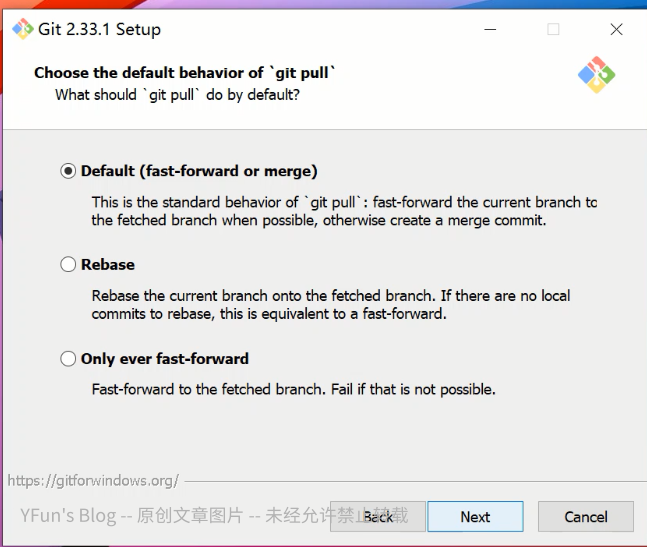 Git 2.33.1 Setup
Choose the default behavior of `git pull`
What should `git pull` do by default?
Default (fast-forward or merge)
This is the standard behavior of `git pull`: fast-forward the current branch to
the fetched branch when possible, otherwise create a merge commit.
Rebase
Rebase the current branch onto the fetched branch. If there are no local
commits to rebase, this is equivalent to a fast-forward.
Only ever fast-forward
Fast-forward to the fetched branch. Fail if that is not possible.
https://gitforwindows.org/
YFun's Blog -- 原创文章图片 -- 未经允许禁止转载
Back Next Cancel